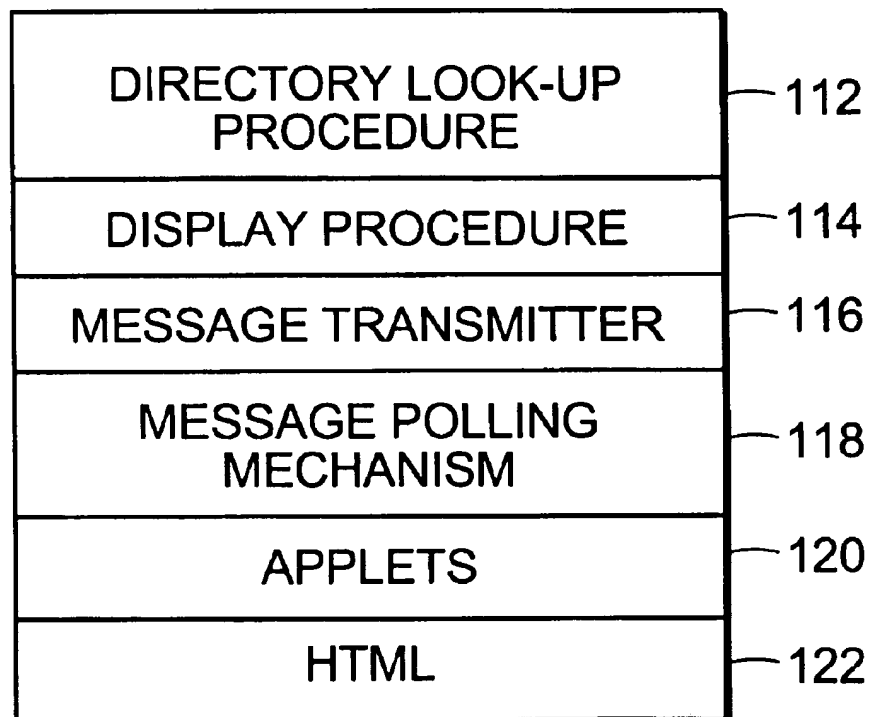 DIRECTORY LOOK-UP
PROCEDURE
112
DISPLAY PROCEDURE
114
MESSAGE TRANSMITTER
116
MESSAGE POLLING
MECHANISM
118
APPLETS
120
HTML
122